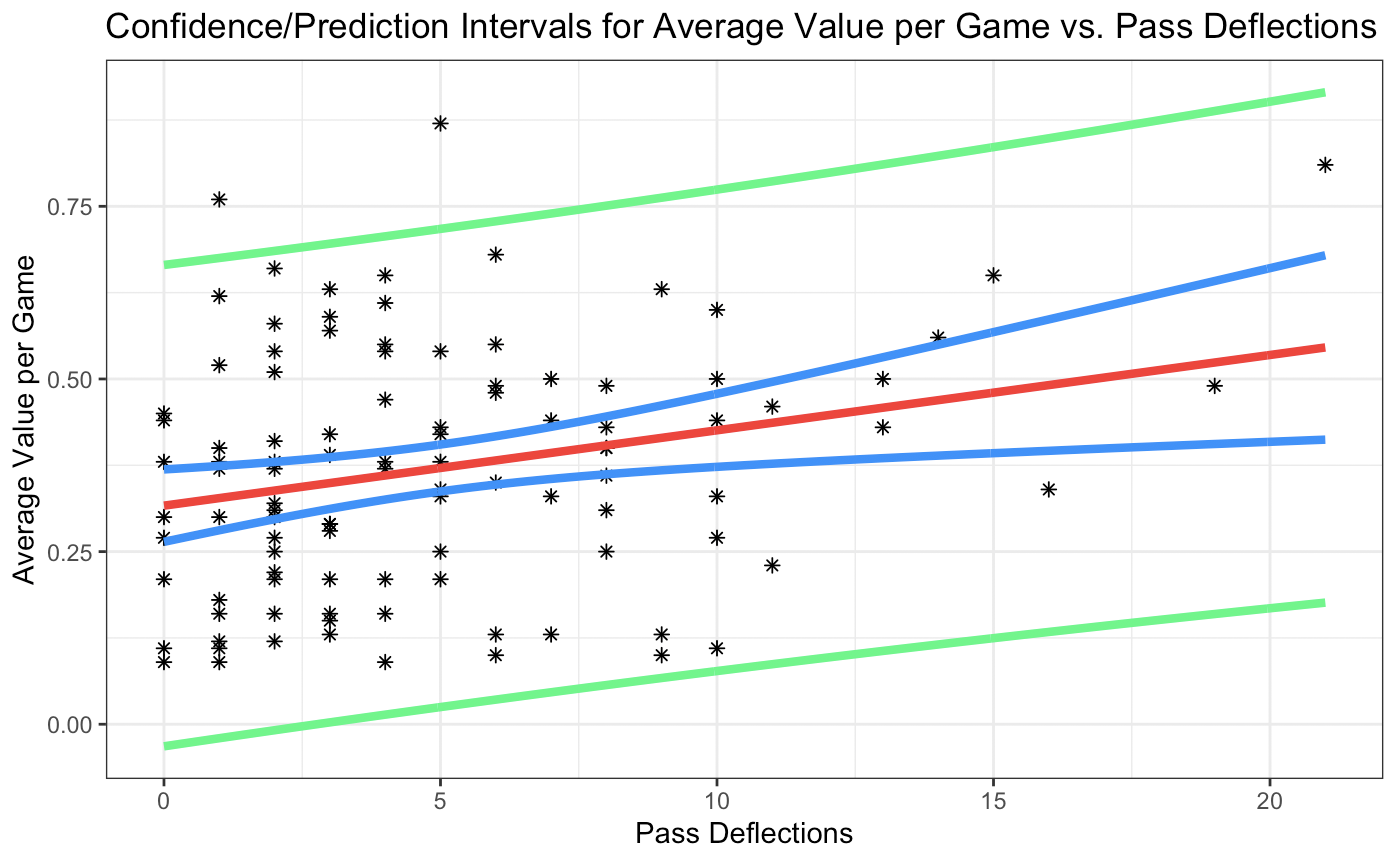 Confidence/Prediction Intervals for Average Value per Game vs. Pass Deflections
Average Value per Game
0.75
0.50
0.25
0.00
0 5 10 15 20
Pass Deflections